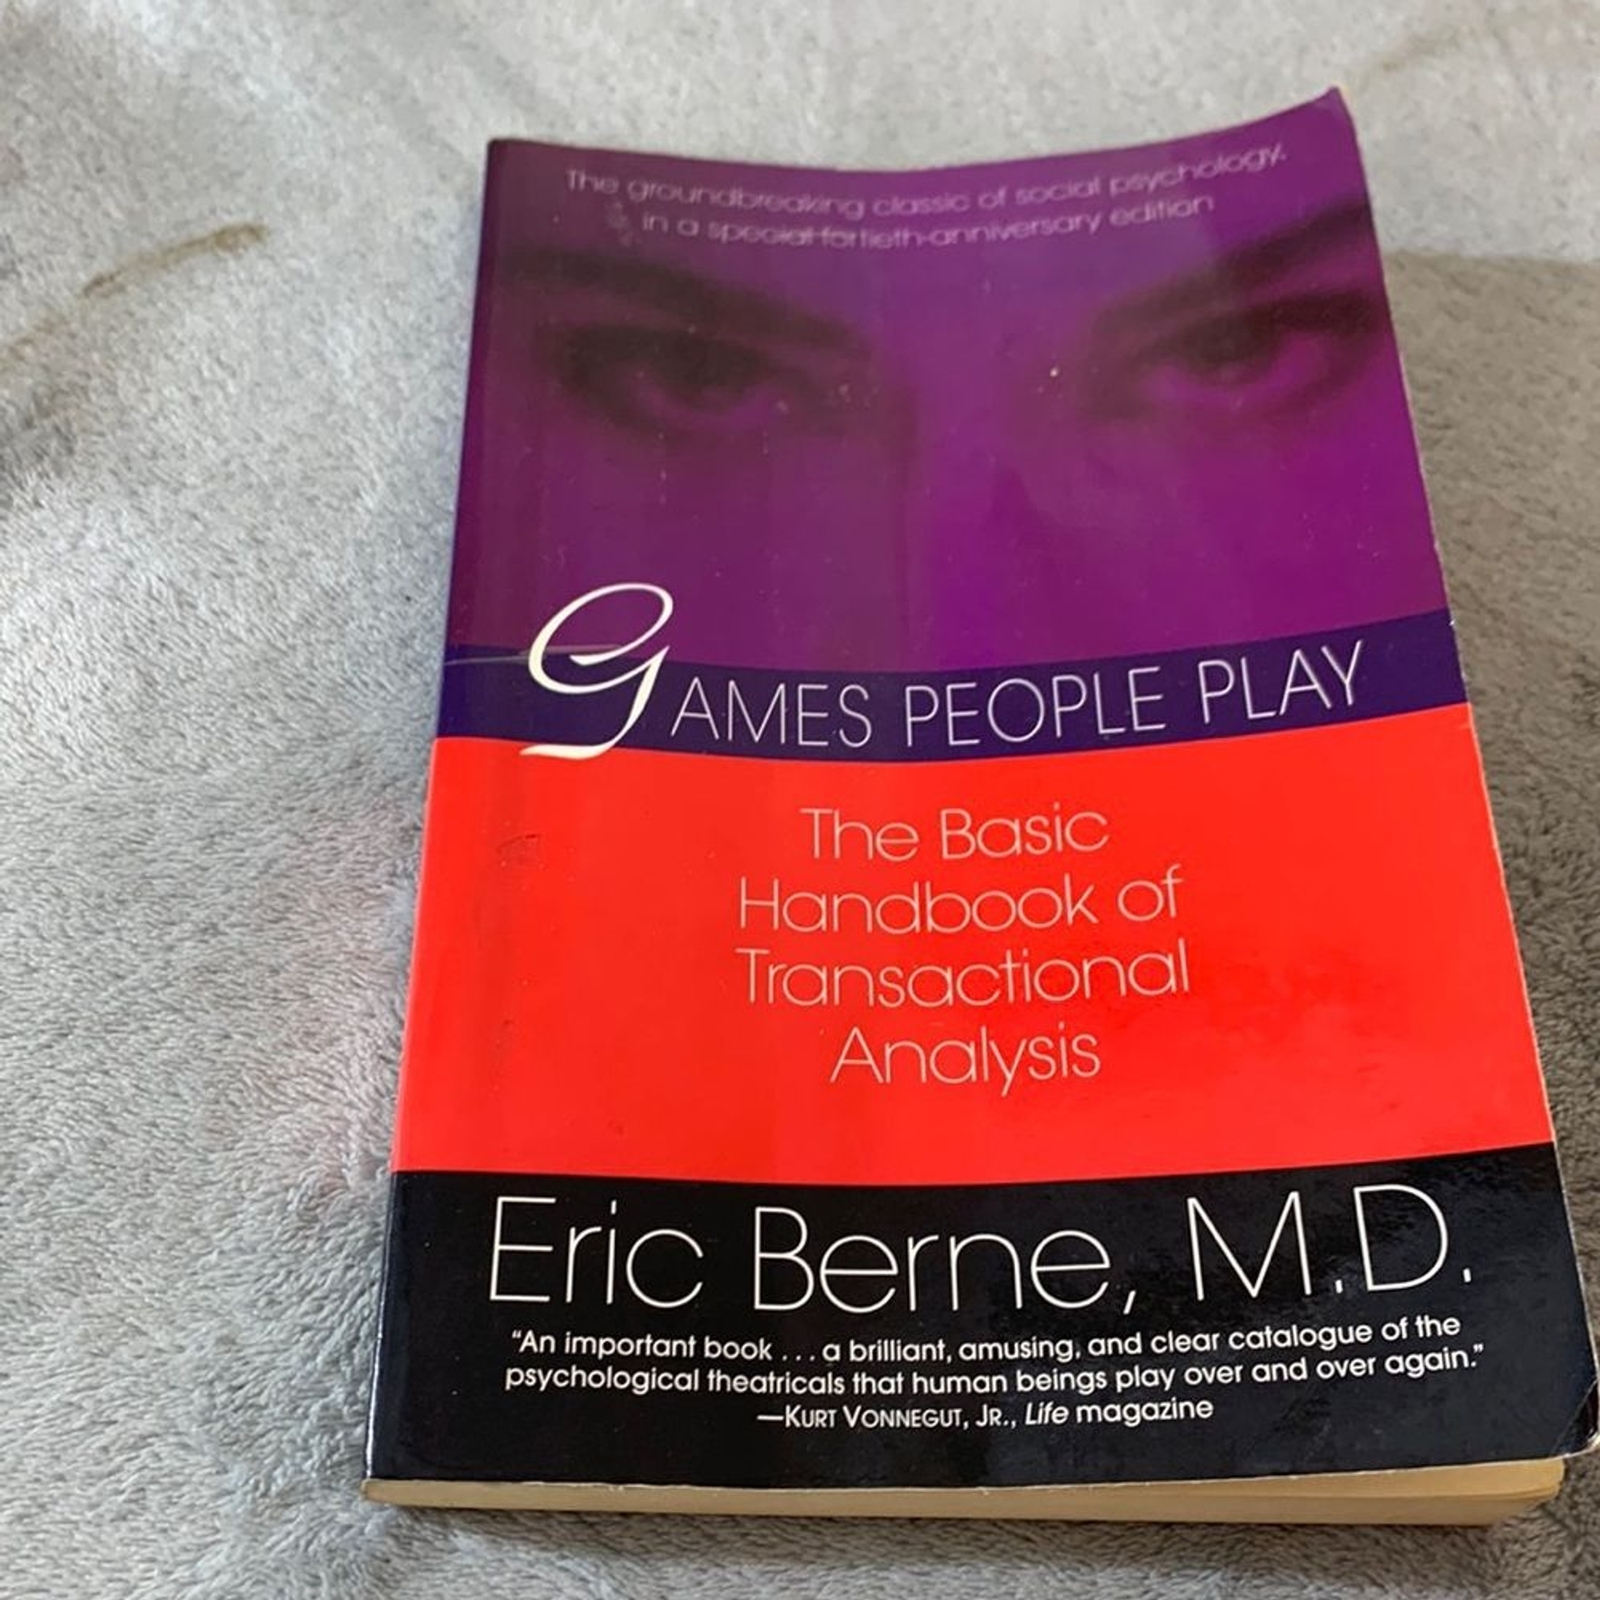 The groundbreaking classic of social psychology,
in a special fortieth-anniversary edition
GAMES PEOPLE PLAY
The Basic
Handbook of
Transactional
Analysis
Eric Berne, M.D.
“An important book . . . a brilliant, amusing, and clear catalogue of the
psychological theatricals that human beings play over and over again.”
—KURT VONNEGUT, JR., Life magazine